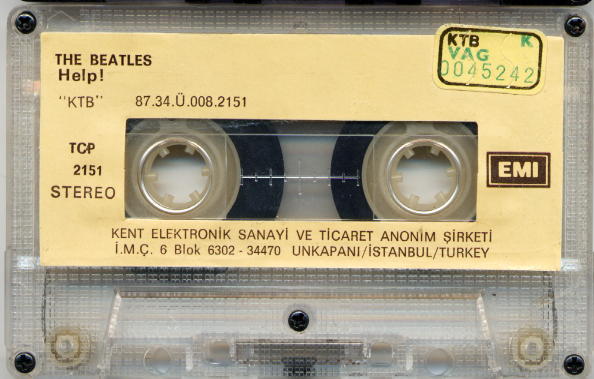 THE BEATLES
Help!
"KTB" 87.34.Ü.008.2151
KTB K
VAG
0045242
TCP
2151
STEREO
EMI
KENT ELEKTRONİK SANAYİ VE TİCARET ANONİM ŞİRKETİ
İ.M.Ç. 6 Blok 6302 - 34470 UNKAPANI/İSTANBUL/TURKEY